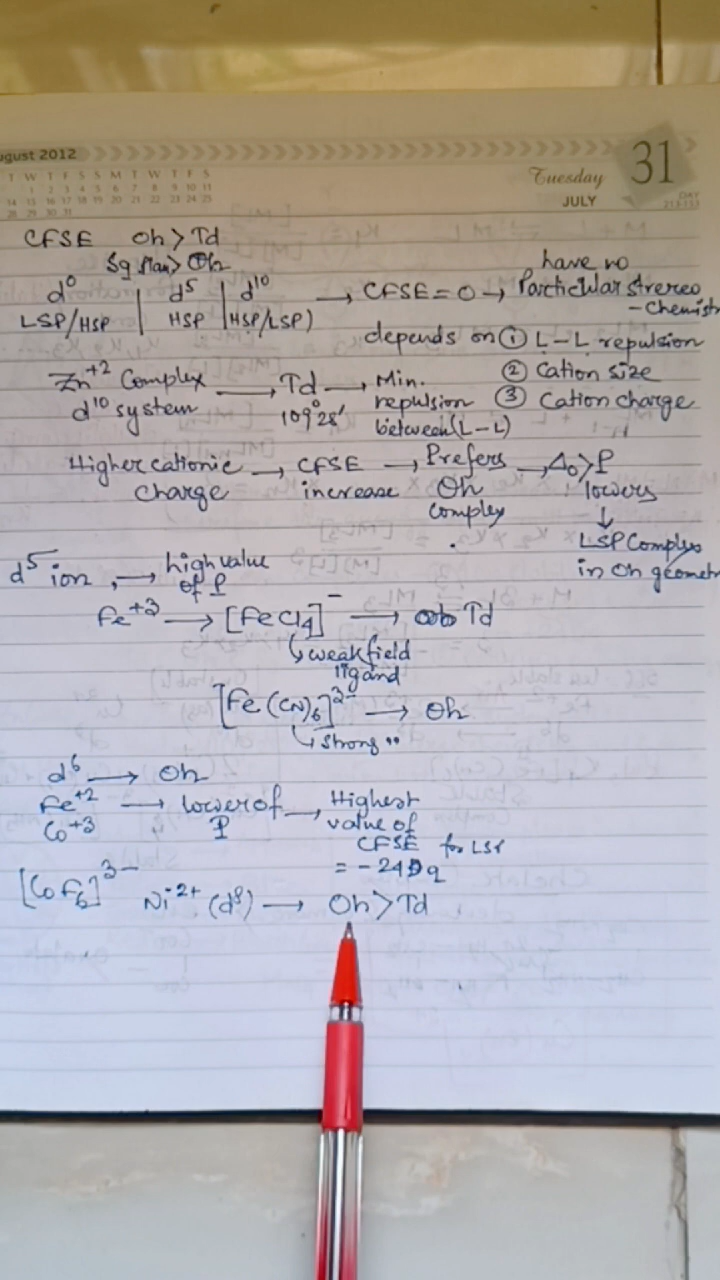 ugust 2012
T W T F S S M T W T F S
Tuesday 31
JULY
CFSE Oh > Td
Sq plan > Oh
d⁰ | d⁵ | d¹⁰ → CFSE = 0 → have no Particular strereo
LSP/HSP | HSP | (HSP/LSP) -Chemist
depends on ① L-L repulsion
② Cation size
③ Cation charge
Zn⁺² Complex → Td → Min.
d¹⁰ system 109°28' repulsion
between (L-L)
Higher cationic → CFSE → Prefers → Δ₀>P
charge increase Oh lowers
complex ↓
LSP Complex
in Oh geomet
d⁵ ion, → high value
of P
Fe⁺³ → [FeCl₄]⁻ → Td
↳ weak field
ligand
[Fe(CN)₆]³⁻ → Oh
↳ strong "
d⁶ → Oh
Fe⁺² → lower of → Highest
Co⁺³ P value of
CFSE for LSP
= -24Dq
[CoF₆]³⁻ Ni²⁺ (d⁸) → Oh > Td